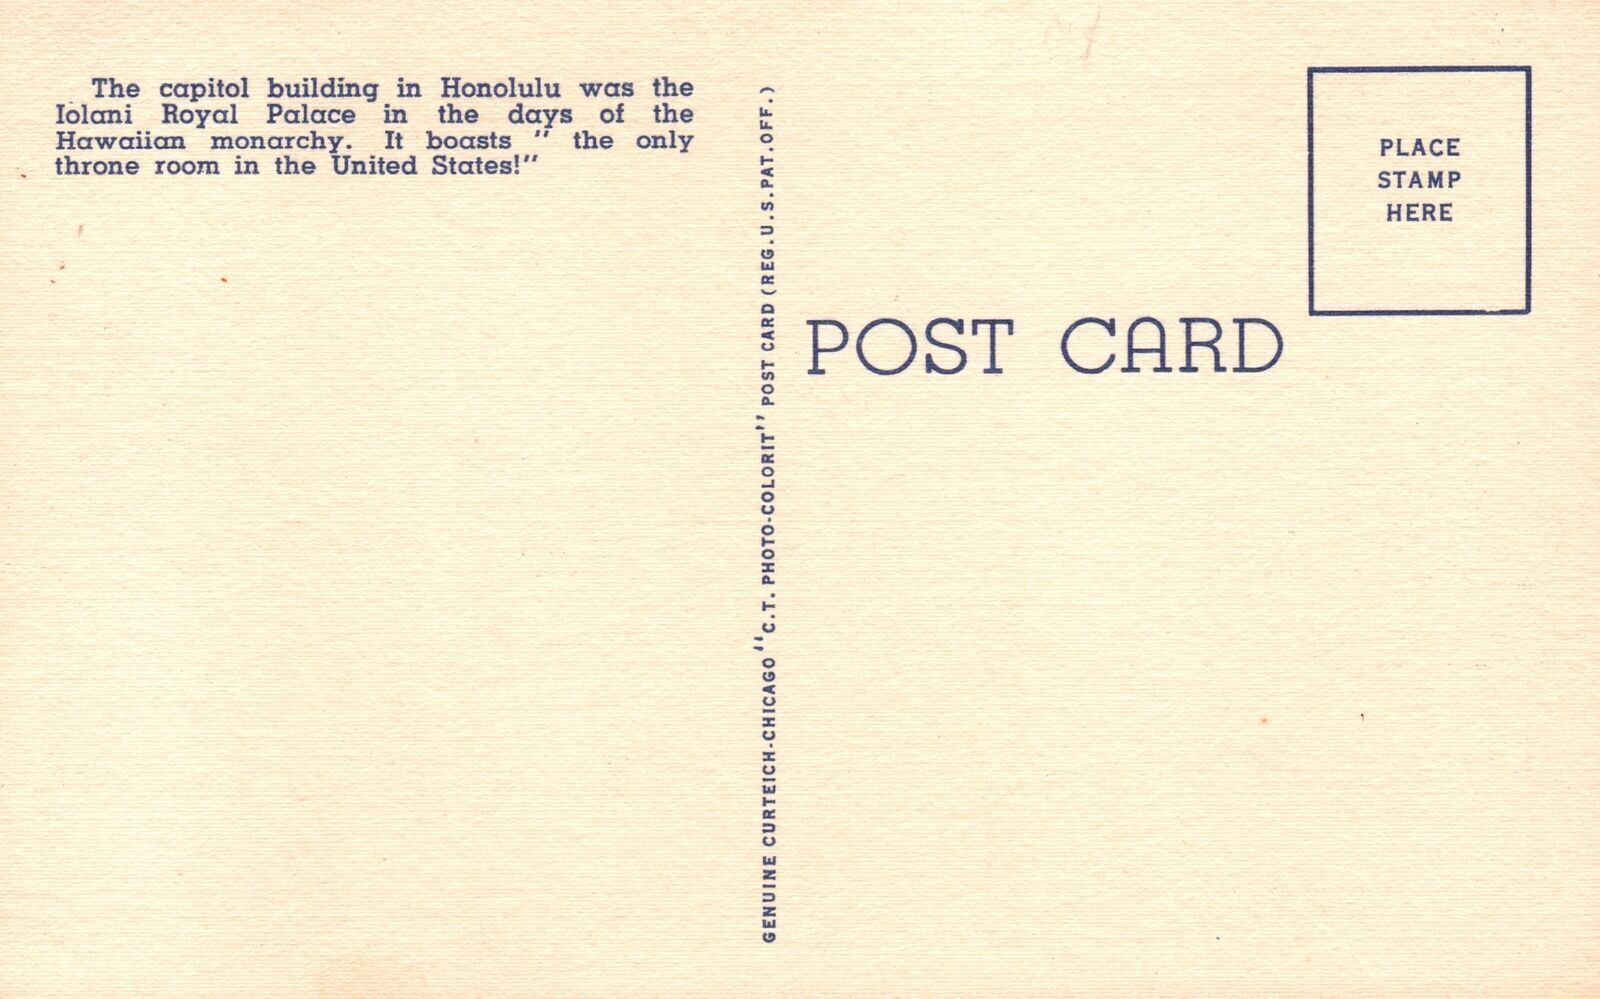 The capitol building in Honolulu was the
Iolani Royal Palace in the days of the
Hawaiian monarchy. It boasts " the only
throne room in the United States!"
GENUINE CURTEICH-CHICAGO "C.T. PHOTO-COLORIT" POST CARD (REG.U.S.PAT.OFF.)
PLACE
STAMP
HERE
POST CARD